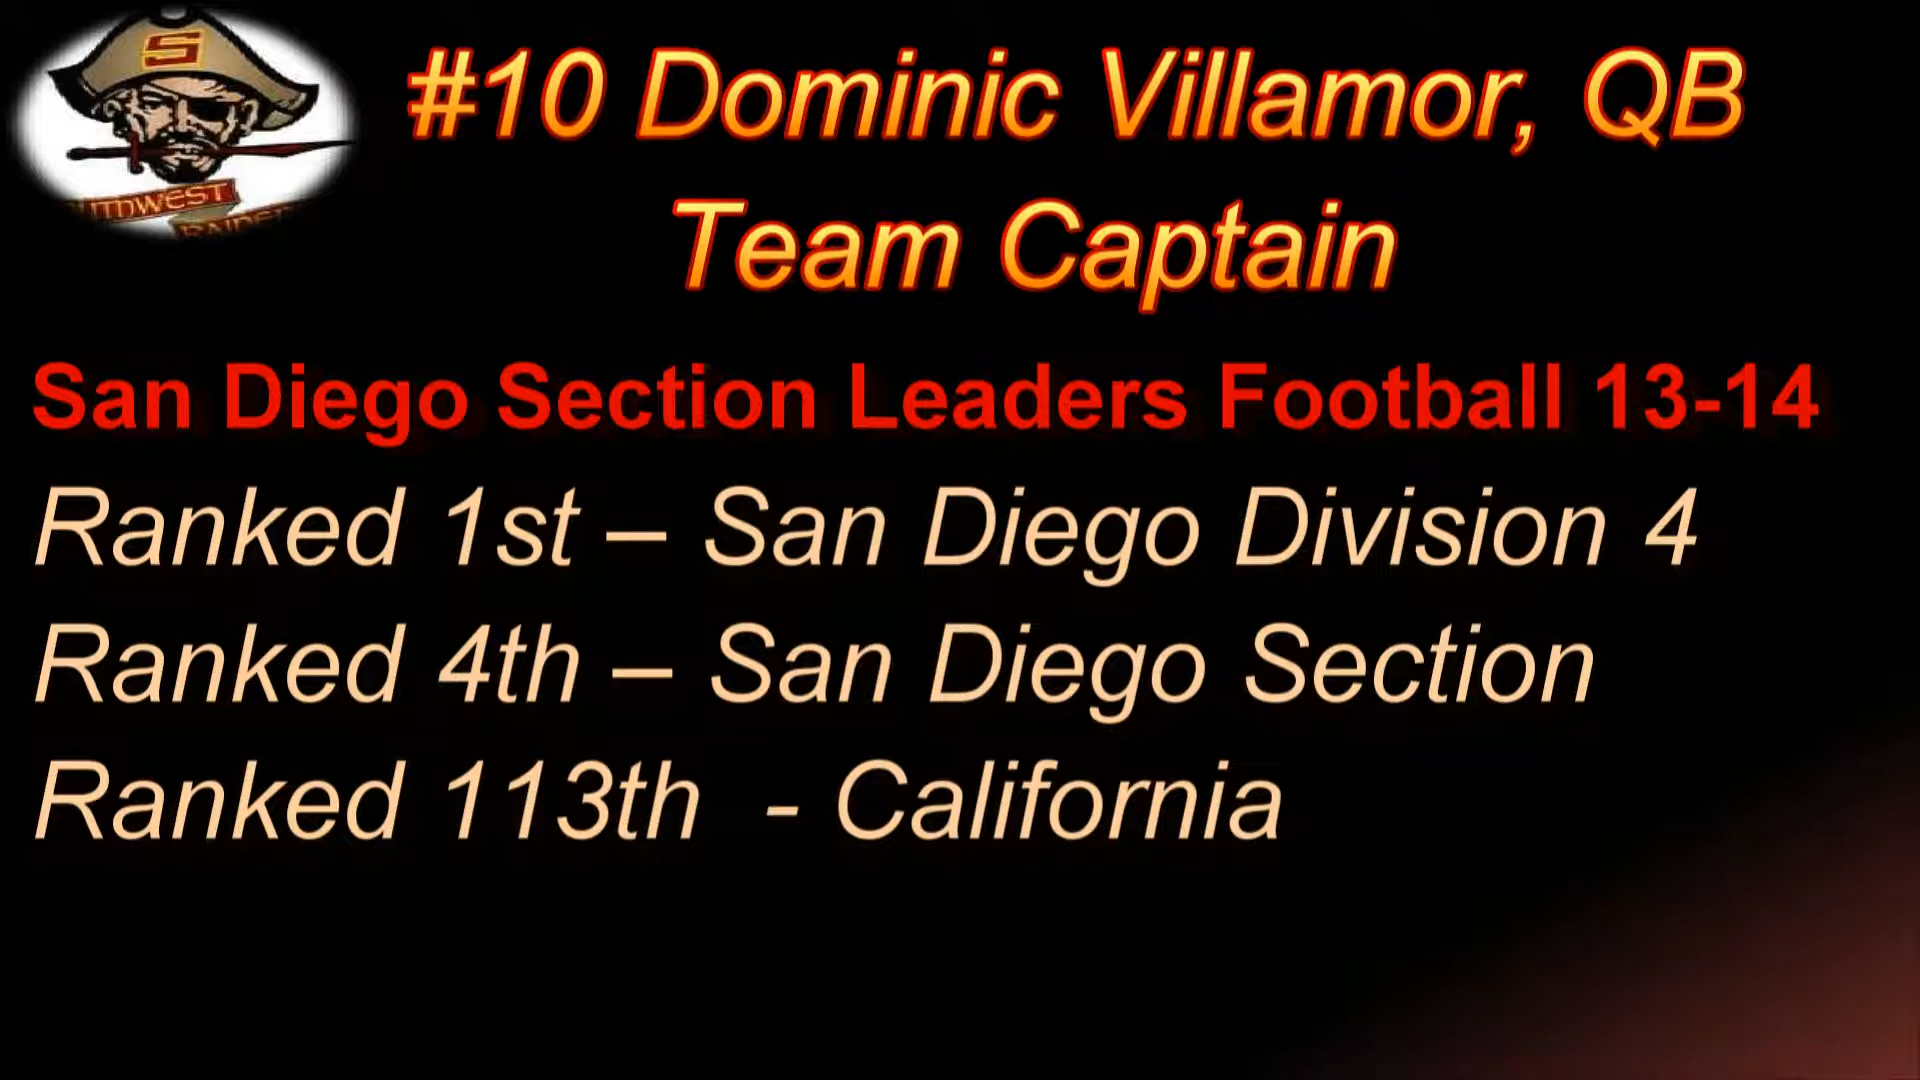 S
#10 Dominic Villamor, QB
Team Captain
San Diego Section Leaders Football 13-14
Ranked 1st – San Diego Division 4
Ranked 4th – San Diego Section
Ranked 113th - California